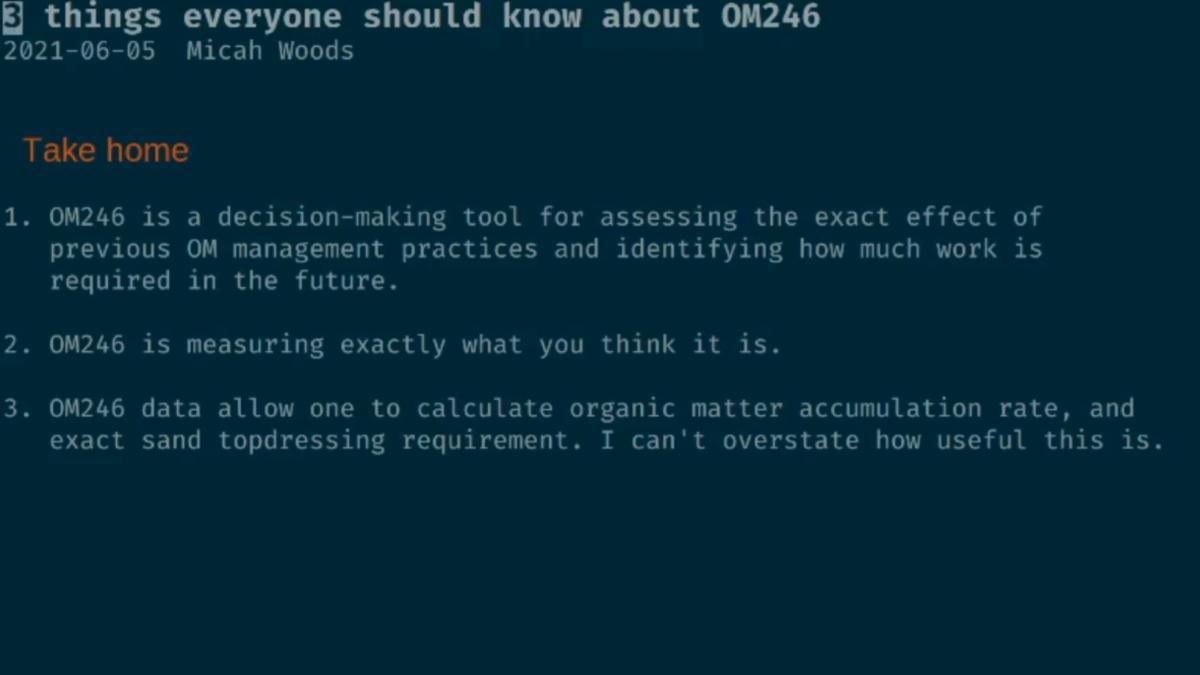 3 things everyone should know about OM246
2021-06-05 Micah Woods
Take home
1. OM246 is a decision-making tool for assessing the exact effect of
previous OM management practices and identifying how much work is
required in the future.
2. OM246 is measuring exactly what you think it is.
3. OM246 data allow one to calculate organic matter accumulation rate, and
exact sand topdressing requirement. I can't overstate how useful this is.